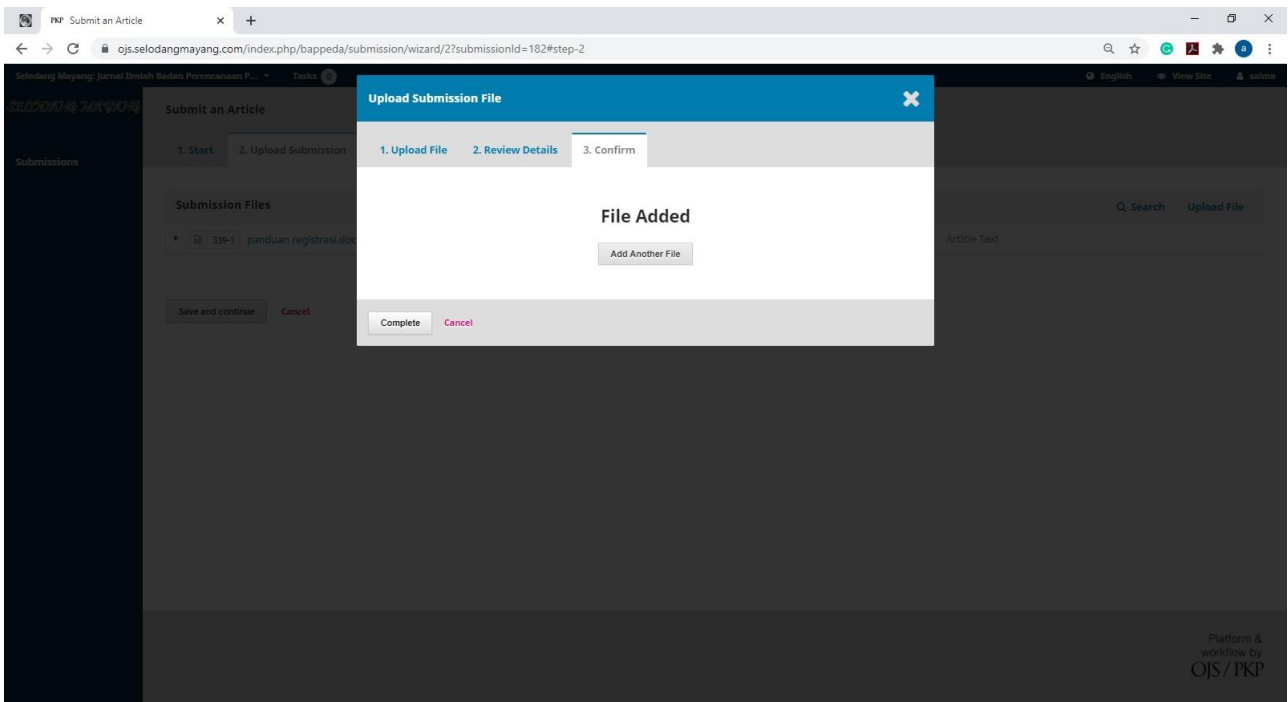 PKP Submit an Article
ojs.selodangmayang.com/index.php/bappeda/submission/wizard/2?submissionId=182#step-2
a
Selodang Mayang: Jurnal Ilmiah Badan Perencanaan P... Tasks 0 English View Site salma
SELODANG MAYANG
Submissions
Submit an Article
1. Start 2. Upload Submission
Submission Files Search Upload File
339-1 panduan registrasi.doc Article Text
Save and continue Cancel
Upload Submission File
1. Upload File 2. Review Details 3. Confirm
File Added
Add Another File
Complete Cancel
Platform &
workflow by
OJS / PKP